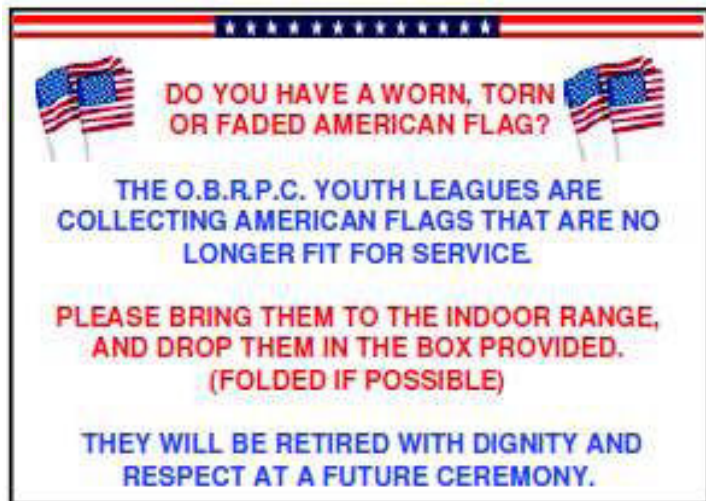 DO YOU HAVE A WORN, TORN
OR FADED AMERICAN FLAG?
THE O.B.R.P.C. YOUTH LEAGUES ARE
COLLECTING AMERICAN FLAGS THAT ARE NO
LONGER FIT FOR SERVICE.
PLEASE BRING THEM TO THE INDOOR RANGE,
AND DROP THEM IN THE BOX PROVIDED.
(FOLDED IF POSSIBLE)
THEY WILL BE RETIRED WITH DIGNITY AND
RESPECT AT A FUTURE CEREMONY.